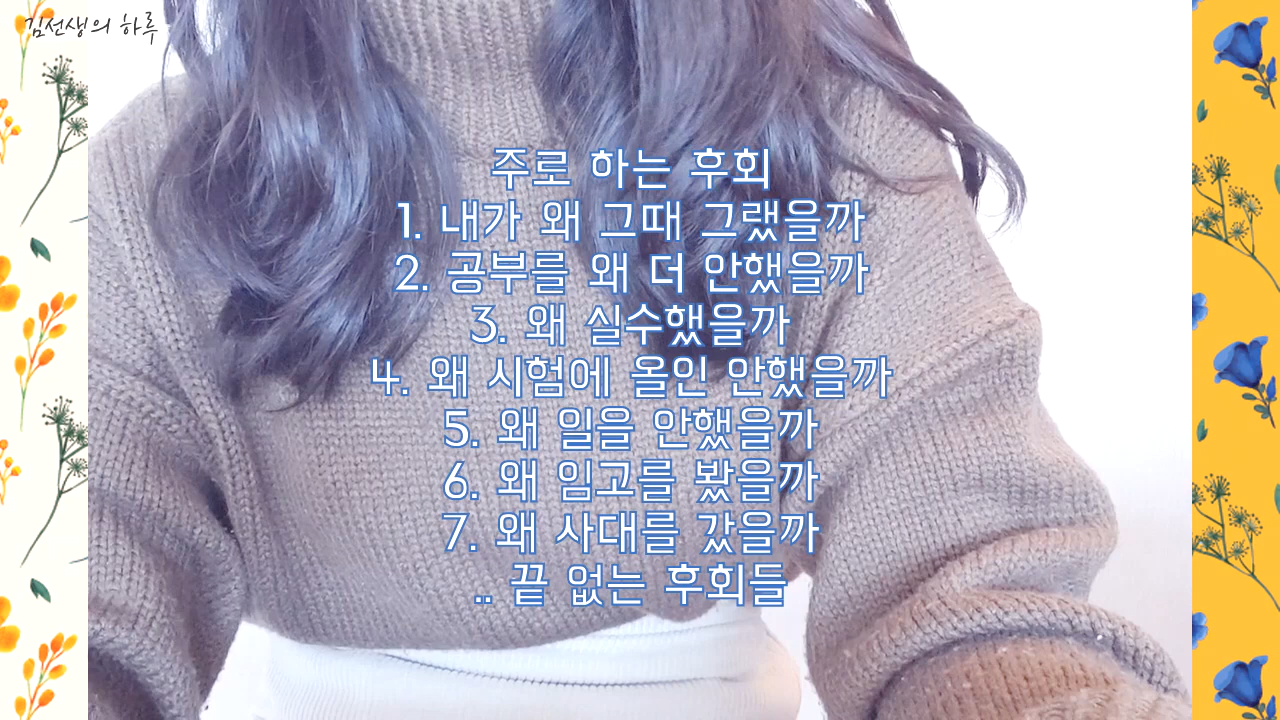 김선생의 하루
주로 하는 후회
1. 내가 왜 그때 그랬을까
2. 공부를 왜 더 안했을까
3. 왜 실수했을까
4. 왜 시험에 올인 안했을까
5. 왜 일을 안했을까
6. 왜 임고를 봤을까
7. 왜 사대를 갔을까
.. 끝 없는 후회들